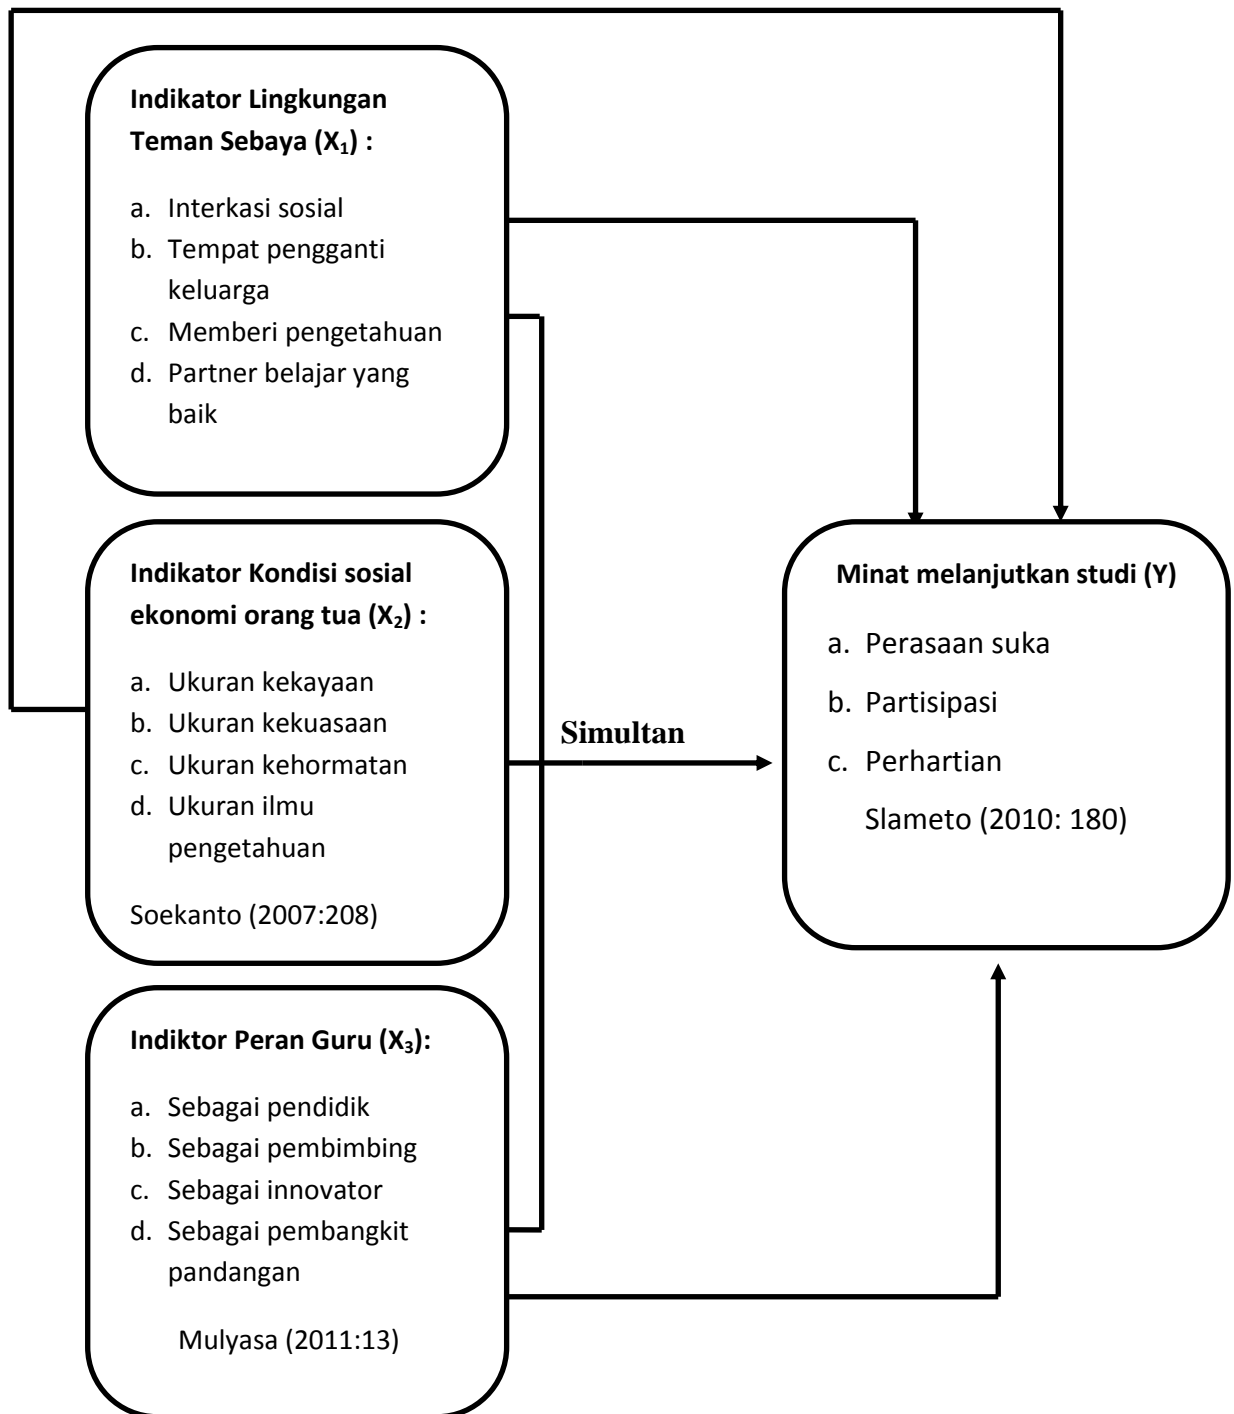 Indikator Lingkungan
Teman Sebaya (X₁) :
a. Interkasi sosial
b. Tempat pengganti
keluarga
c. Memberi pengetahuan
d. Partner belajar yang
baik
Indikator Kondisi sosial
ekonomi orang tua (X₂) :
a. Ukuran kekayaan
b. Ukuran kekuasaan
c. Ukuran kehormatan
d. Ukuran ilmu
pengetahuan
Soekanto (2007:208)
Indiktor Peran Guru (X₃):
a. Sebagai pendidik
b. Sebagai pembimbing
c. Sebagai innovator
d. Sebagai pembangkit
pandangan
Mulyasa (2011:13)
Simultan
Minat melanjutkan studi (Y)
a. Perasaan suka
b. Partisipasi
c. Perhartian
Slameto (2010: 180)